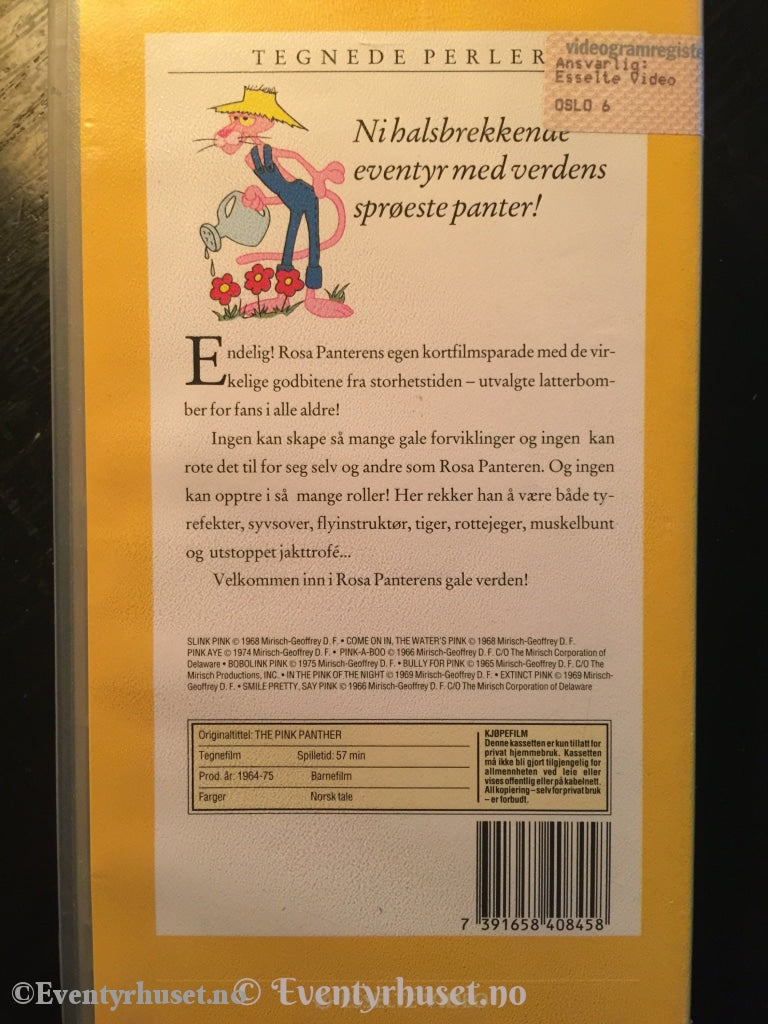 TEGNEDE PERLER
videogramregiste
Ansvarlig:
Esselte Video
OSLO 6
Ni halsbrekkende
eventyr med verdens
sprøeste panter!
Endelig! Rosa Panterens egen kortfilmsparade med de vir-
kelige godbitene fra storhetstiden – utvalgte latterbom-
ber for fans i alle aldre!
Ingen kan skape så mange gale forviklinger og ingen kan
rote det til for seg selv og andre som Rosa Panteren. Og ingen
kan opptre i så mange roller! Her rekker han å være både ty-
refekter, syvsover, flyinstruktør, tiger, rottejeger, muskelbunt
og utstoppet jakttrofé...
Velkommen inn i Rosa Panterens gale verden!
SLINK PINK © 1968 Mirisch-Geoffrey D. F. • COME ON IN, THE WATER'S PINK © 1968 Mirisch-Geoffrey D. F.
PINK AYE © 1974 Mirisch-Geoffrey D. F. • PINK-A-BOO © 1966 Mirisch-Geoffrey D. F. C/O The Mirisch Corporation of
Delaware • BOBOLINK PINK © 1975 Mirisch-Geoffrey D. F. • BULLY FOR PINK © 1965 Mirisch-Geoffrey D. F. C/O The
Mirisch Productions, INC. • IN THE PINK OF THE NIGHT © 1969 Mirisch-Geoffrey D. F. • EXTINCT PINK © 1969 Mirisch-
Geoffrey D. F. • SMILE PRETTY, SAY PINK © 1966 Mirisch-Geoffrey D. F. C/O The Mirisch Corporation of Delaware
Originaltittel: THE PINK PANTHER
Tegnefilm Spilletid: 57 min
Prod. år: 1964-75 Barnefilm
Farger Norsk tale
KJØPEFILM
Denne kassetten er kun tillatt for
privat hjemmebruk. Kassetten
må ikke bli gjort tilgjengelig for
allmennheten ved leie eller
vises offentlig eller på kabelnett.
All kopiering – selv for privat bruk
– er forbudt.
7 391658 408458
©Eventyrhuset.no
© Eventyrhuset.no